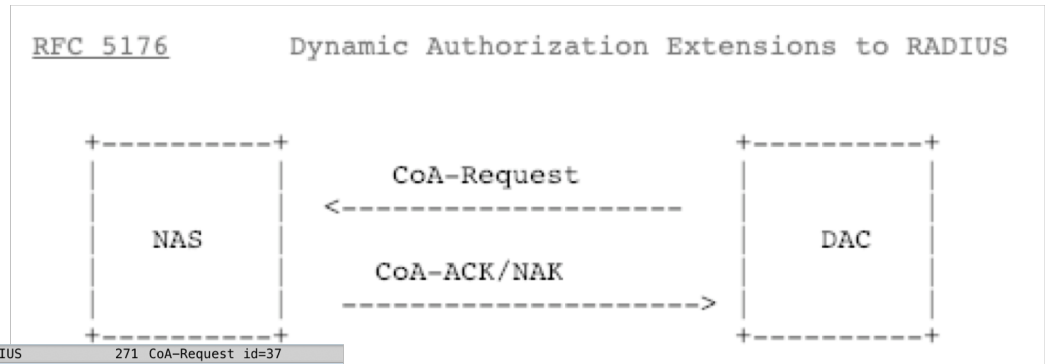 RFC 5176 Dynamic Authorization Extensions to RADIUS
CoA-Request
NAS
DAC
CoA-ACK/NAK
271 CoA-Request id=37